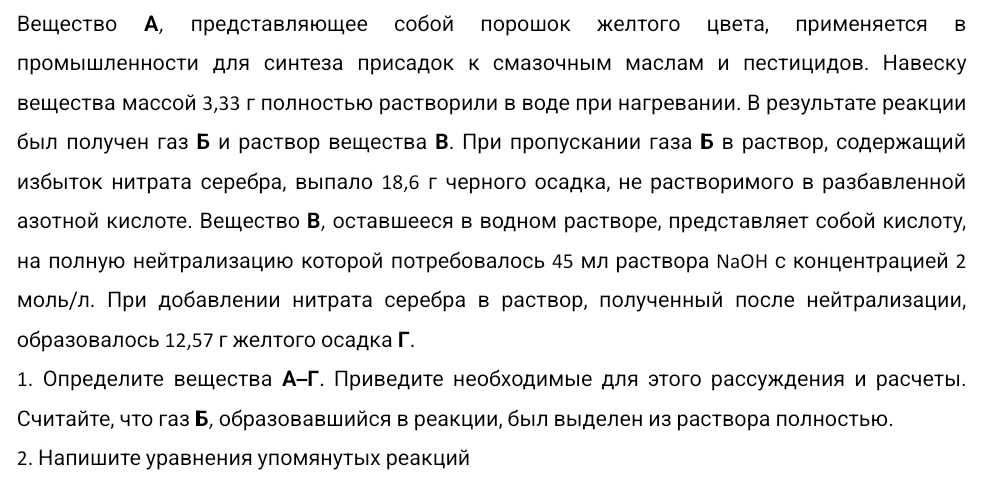 Вещество А, представляющее собой порошок желтого цвета, применяется в
промышленности для синтеза присадок к смазочным маслам и пестицидов. Навеску
вещества массой 3,33 г полностью растворили в воде при нагревании. В результате реакции
был получен газ Б и раствор вещества В. При пропускании газа Б в раствор, содержащий
избыток нитрата серебра, выпало 18,6 г черного осадка, не растворимого в разбавленной
азотной кислоте. Вещество В, оставшееся в водном растворе, представляет собой кислоту,
на полную нейтрализацию которой потребовалось 45 мл раствора NaOH с концентрацией 2
моль/л. При добавлении нитрата серебра в раствор, полученный после нейтрализации,
образовалось 12,57 г желтого осадка Г.
1. Определите вещества А–Г. Приведите необходимые для этого рассуждения и расчеты.
Считайте, что газ Б, образовавшийся в реакции, был выделен из раствора полностью.
2. Напишите уравнения упомянутых реакций